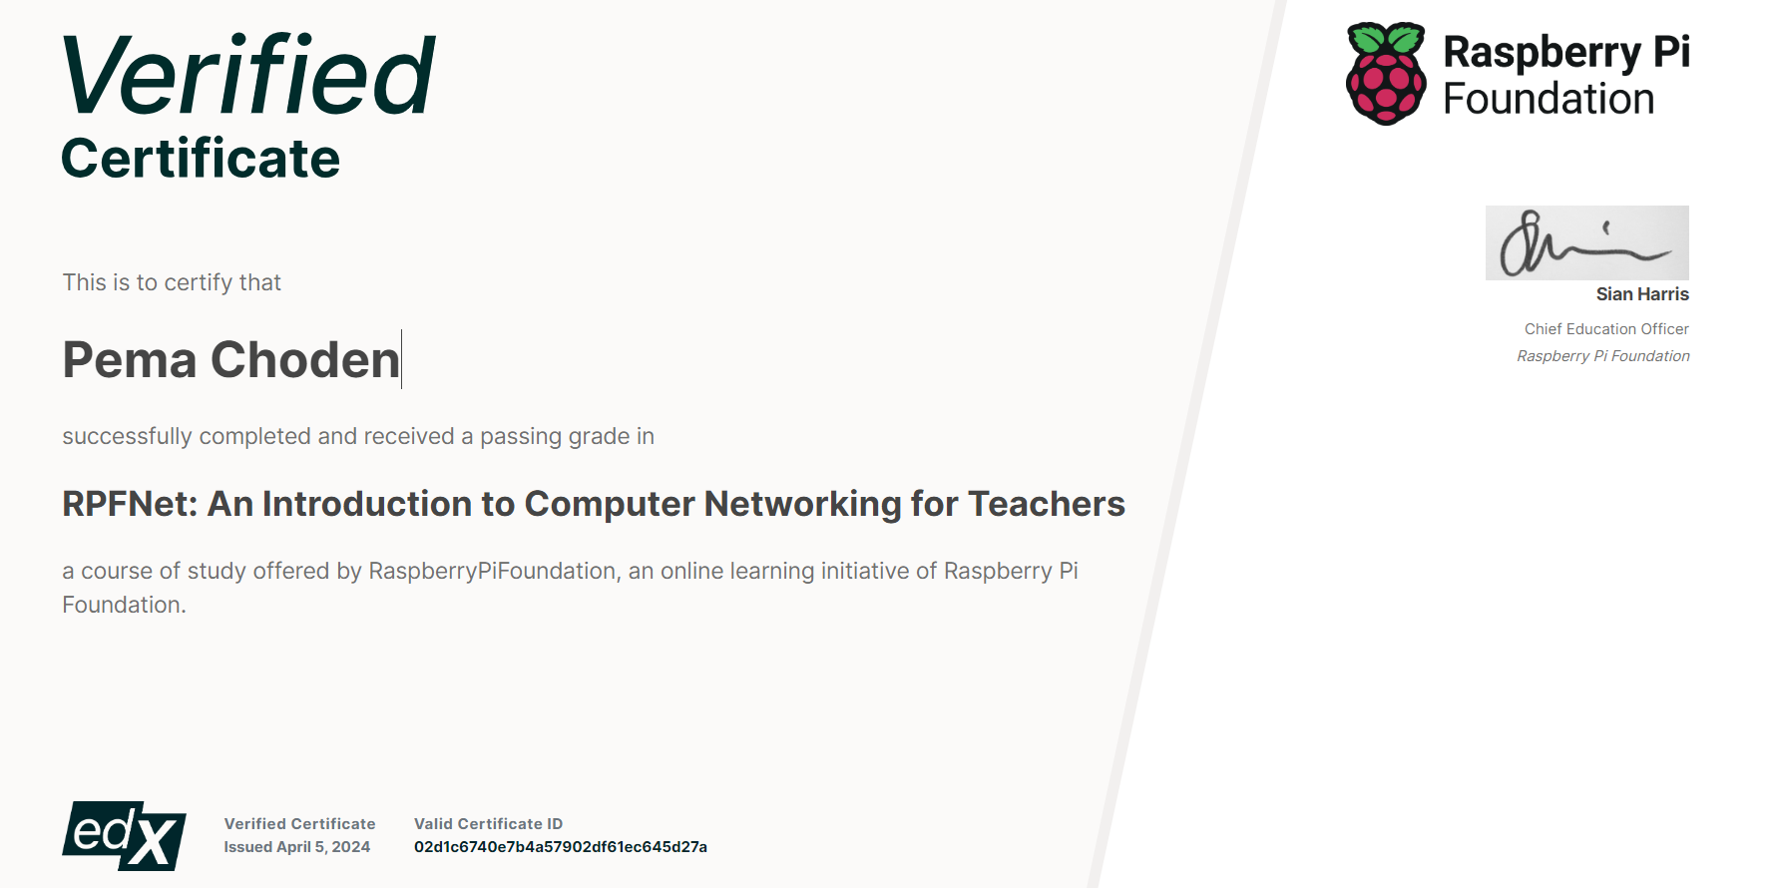 Verified
Certificate
This is to certify that
Pema Choden
successfully completed and received a passing grade in
RPFNet: An Introduction to Computer Networking for Teachers
a course of study offered by RaspberryPiFoundation, an online learning initiative of Raspberry Pi
Foundation.
edX
Verified Certificate
Issued April 5, 2024
Valid Certificate ID
02d1c6740e7b4a57902df61ec645d27a
Raspberry Pi
Foundation
Sian Harris
Chief Education Officer
Raspberry Pi Foundation